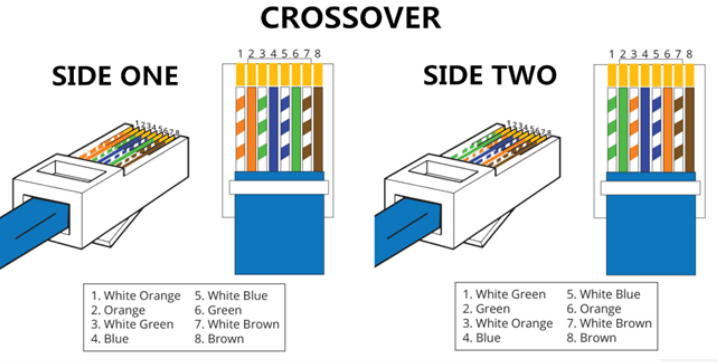 CROSSOVER
SIDE ONE
1 2 3 4 5 6 7 8
12345678
1. White Orange 5. White Blue
2. Orange 6. Green
3. White Green 7. White Brown
4. Blue 8. Brown
SIDE TWO
1 2 3 4 5 6 7 8
12345678
1. White Green 5. White Blue
2. Green 6. Orange
3. White Orange 7. White Brown
4. Blue 8. Brown